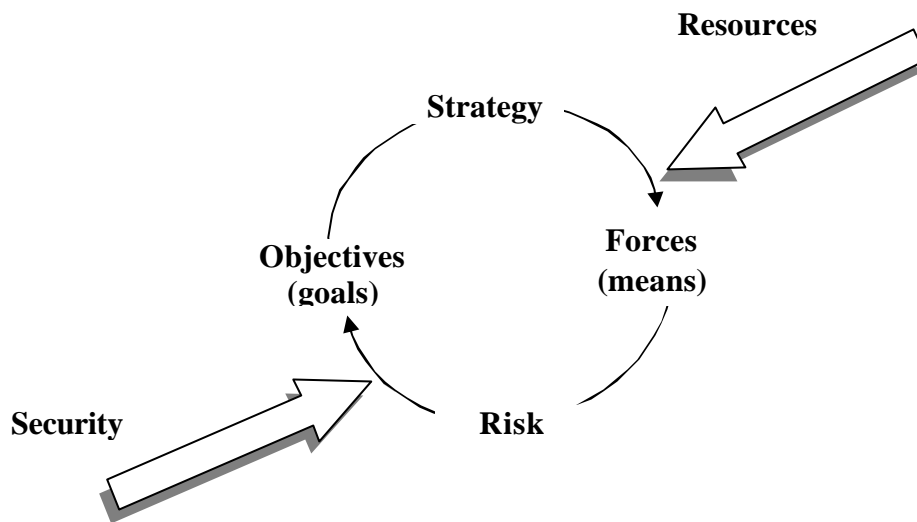 Resources
Strategy
Forces
(means)
Objectives
(goals)
Risk
Security